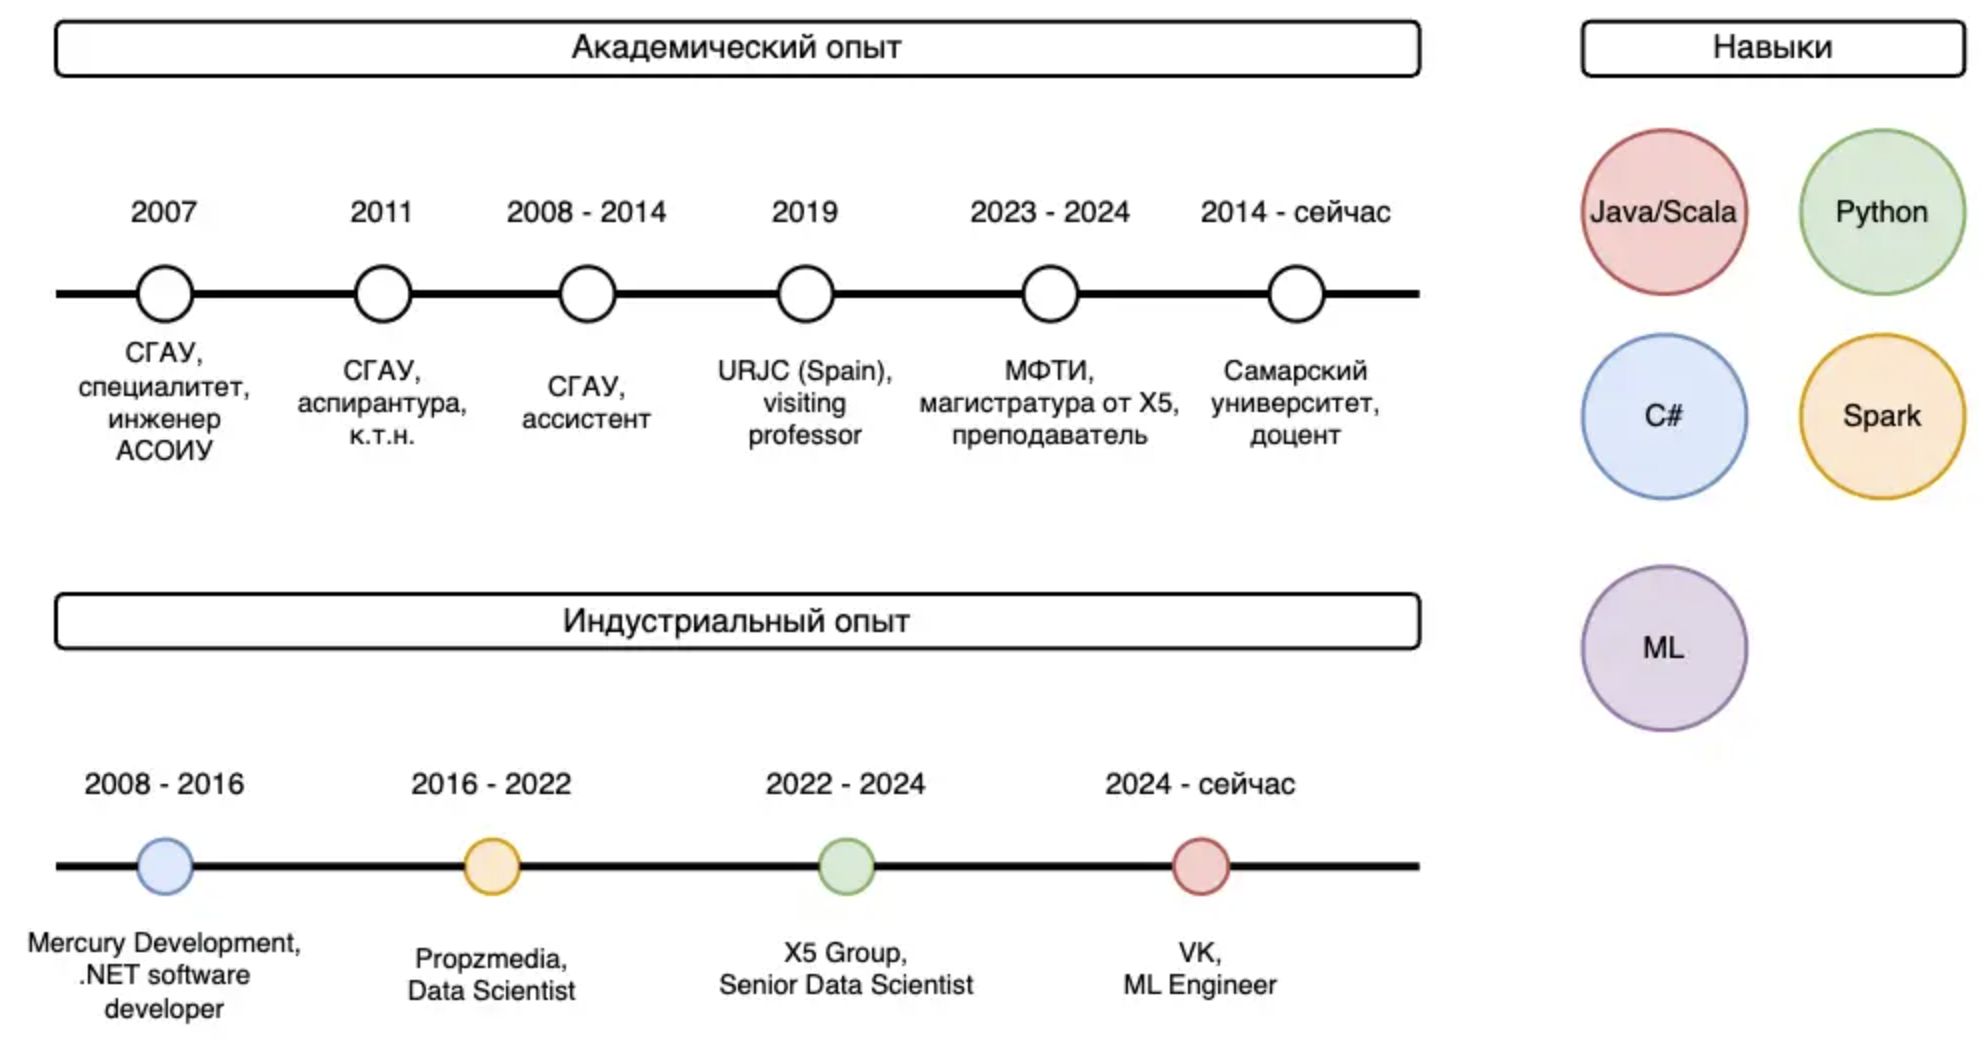 Академический опыт
2007
2011
2008 - 2014
2019
2023 - 2024
2014 - сейчас
СГАУ,
специалитет,
инженер
АСОИУ
СГАУ,
аспирантура,
к.т.н.
СГАУ,
ассистент
URJC (Spain),
visiting
professor
МФТИ,
магистратура от X5,
преподаватель
Самарский
университет,
доцент
Индустриальный опыт
2008 - 2016
2016 - 2022
2022 - 2024
2024 - сейчас
Mercury Development,
.NET software
developer
Propzmedia,
Data Scientist
X5 Group,
Senior Data Scientist
VK,
ML Engineer
Навыки
Java/Scala
Python
C#
Spark
ML